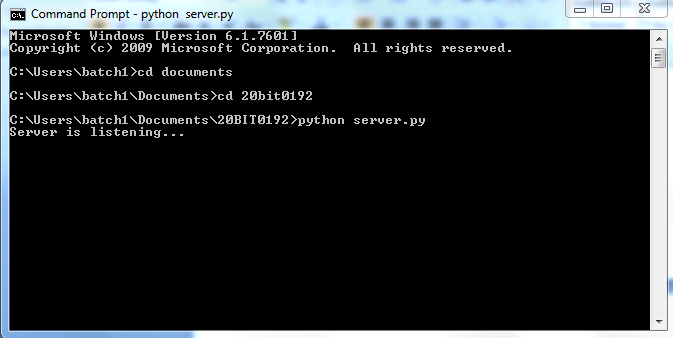 Command Prompt - python  server.py
Microsoft Windows [Version 6.1.7601]
Copyright (c) 2009 Microsoft Corporation.  All rights reserved.
C:\Users\batch1>cd documents
C:\Users\batch1\Documents>cd 20bit0192
C:\Users\batch1\Documents\20BIT0192>python server.py
Server is listening...